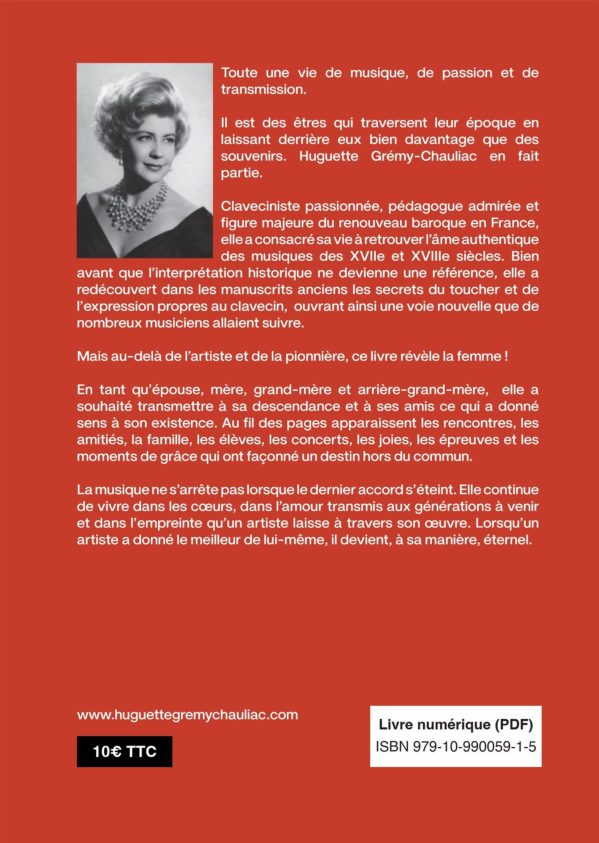 Toute une vie de musique, de passion et de
transmission.
Il est des êtres qui traversent leur époque en
laissant derrière eux bien davantage que des
souvenirs. Huguette Grémy-Chauliac en fait
partie.
Claveciniste passionnée, pédagogue admirée et
figure majeure du renouveau baroque en France,
elle a consacré sa vie à retrouver l’âme authentique
des musiques des XVIIe et XVIIIe siècles. Bien
avant que l’interprétation historique ne devienne une référence, elle a
redécouvert dans les manuscrits anciens les secrets du toucher et de
l’expression propres au clavecin, ouvrant ainsi une voie nouvelle que de
nombreux musiciens allaient suivre.
Mais au-delà de l’artiste et de la pionnière, ce livre révèle la femme !
En tant qu’épouse, mère, grand-mère et arrière-grand-mère, elle a
souhaité transmettre à sa descendance et à ses amis ce qui a donné
sens à son existence. Au fil des pages apparaissent les rencontres, les
amitiés, la famille, les élèves, les concerts, les joies, les épreuves et les
moments de grâce qui ont façonné un destin hors du commun.
La musique ne s’arrête pas lorsque le dernier accord s’éteint. Elle continue
de vivre dans les cœurs, dans l’amour transmis aux générations à venir
et dans l’empreinte qu’un artiste laisse à travers son œuvre. Lorsqu’un
artiste a donné le meilleur de lui-même, il devient, à sa manière, éternel.
www.huguettegremychauliac.com
10€ TTC
Livre numérique (PDF)
ISBN 979-10-990059-1-5